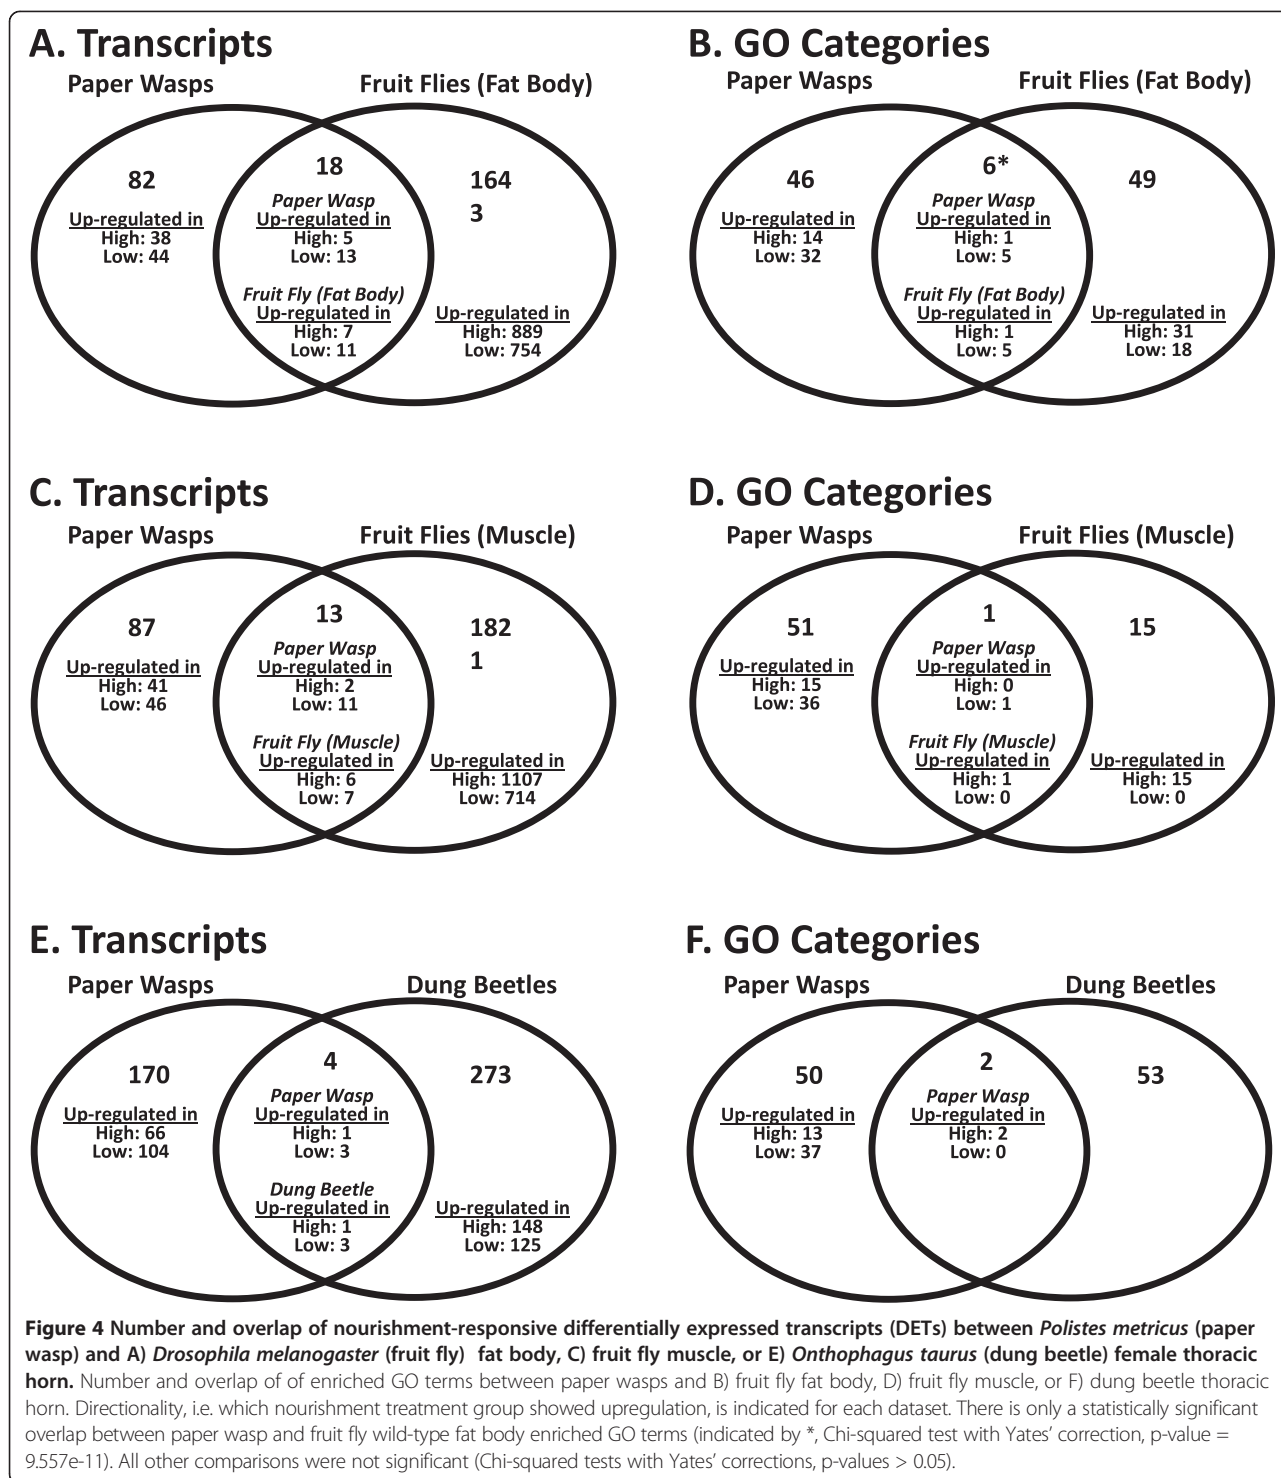 A. Transcripts
Paper Wasps
Fruit Flies (Fat Body)
82
Up-regulated in
High: 38
Low: 44
18
Paper Wasp
Up-regulated in
High: 5
Low: 13
Fruit Fly (Fat Body)
Up-regulated in
High: 7
Low: 11
164
3
Up-regulated in
High: 889
Low: 754
B. GO Categories
Paper Wasps
Fruit Flies (Fat Body)
46
Up-regulated in
High: 14
Low: 32
6*
Paper Wasp
Up-regulated in
High: 1
Low: 5
Fruit Fly (Fat Body)
Up-regulated in
High: 1
Low: 5
49
Up-regulated in
High: 31
Low: 18
C. Transcripts
Paper Wasps
Fruit Flies (Muscle)
87
Up-regulated in
High: 41
Low: 46
13
Paper Wasp
Up-regulated in
High: 2
Low: 11
Fruit Fly (Muscle)
Up-regulated in
High: 6
Low: 7
182
1
Up-regulated in
High: 1107
Low: 714
D. GO Categories
Paper Wasps
Fruit Flies (Muscle)
51
Up-regulated in
High: 15
Low: 36
1
Paper Wasp
Up-regulated in
High: 0
Low: 1
Fruit Fly (Muscle)
Up-regulated in
High: 1
Low: 0
15
Up-regulated in
High: 15
Low: 0
E. Transcripts
Paper Wasps
Dung Beetles
170
Up-regulated in
High: 66
Low: 104
4
Paper Wasp
Up-regulated in
High: 1
Low: 3
Dung Beetle
Up-regulated in
High: 1
Low: 3
273
Up-regulated in
High: 148
Low: 125
F. GO Categories
Paper Wasps
Dung Beetles
50
Up-regulated in
High: 13
Low: 37
2
Paper Wasp
Up-regulated in
High: 2
Low: 0
53
Figure 4 Number and overlap of nourishment-responsive differentially expressed transcripts (DETs) between Polistes metricus (paper
wasp) and A) Drosophila melanogaster (fruit fly) fat body, C) fruit fly muscle, or E) Onthophagus taurus (dung beetle) female thoracic
horn. Number and overlap of of enriched GO terms between paper wasps and B) fruit fly fat body, D) fruit fly muscle, or F) dung beetle thoracic
horn. Directionality, i.e. which nourishment treatment group showed upregulation, is indicated for each dataset. There is only a statistically significant
overlap between paper wasp and fruit fly wild-type fat body enriched GO terms (indicated by *, Chi-squared test with Yates' correction, p-value =
9.557e-11). All other comparisons were not significant (Chi-squared tests with Yates' corrections, p-values > 0.05).